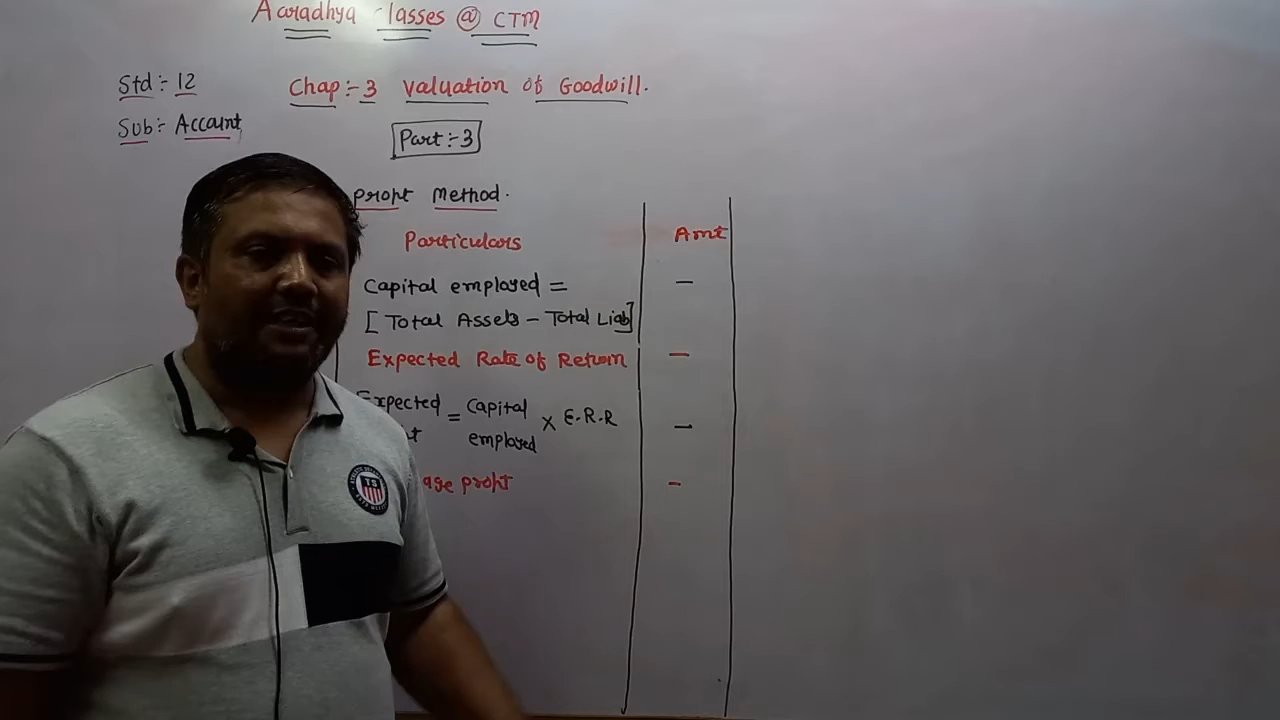 Aaradhya Classes @ CTM
Std :- 12
Chap :- 3 Valuation of Goodwill.
Sub :- Account
Part :- 3
Profit Method.
Particulars
Amt
Capital employed =
—
[ Total Assets – Total Liab]
Expected Rate of Return
—
Expected = Capital employed × E.R.R
—
profit
—
TS